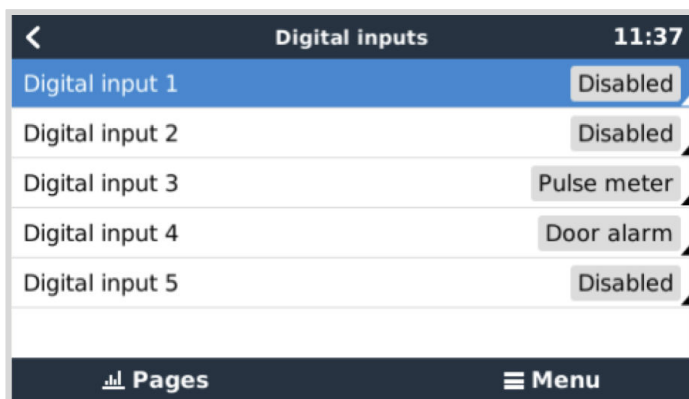 Digital inputs 11:37
Digital input 1 Disabled
Digital input 2 Disabled
Digital input 3 Pulse meter
Digital input 4 Door alarm
Digital input 5 Disabled
Pages Menu